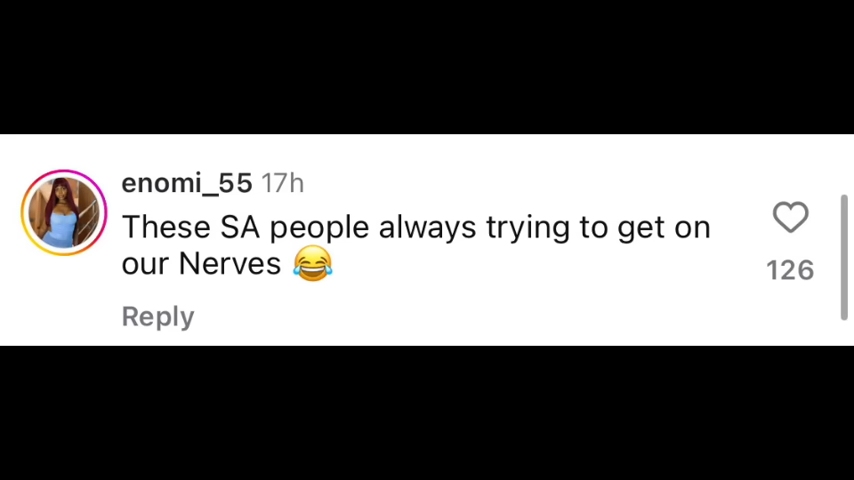 enomi_55 17h
These SA people always trying to get on
our Nerves 😂
126
Reply